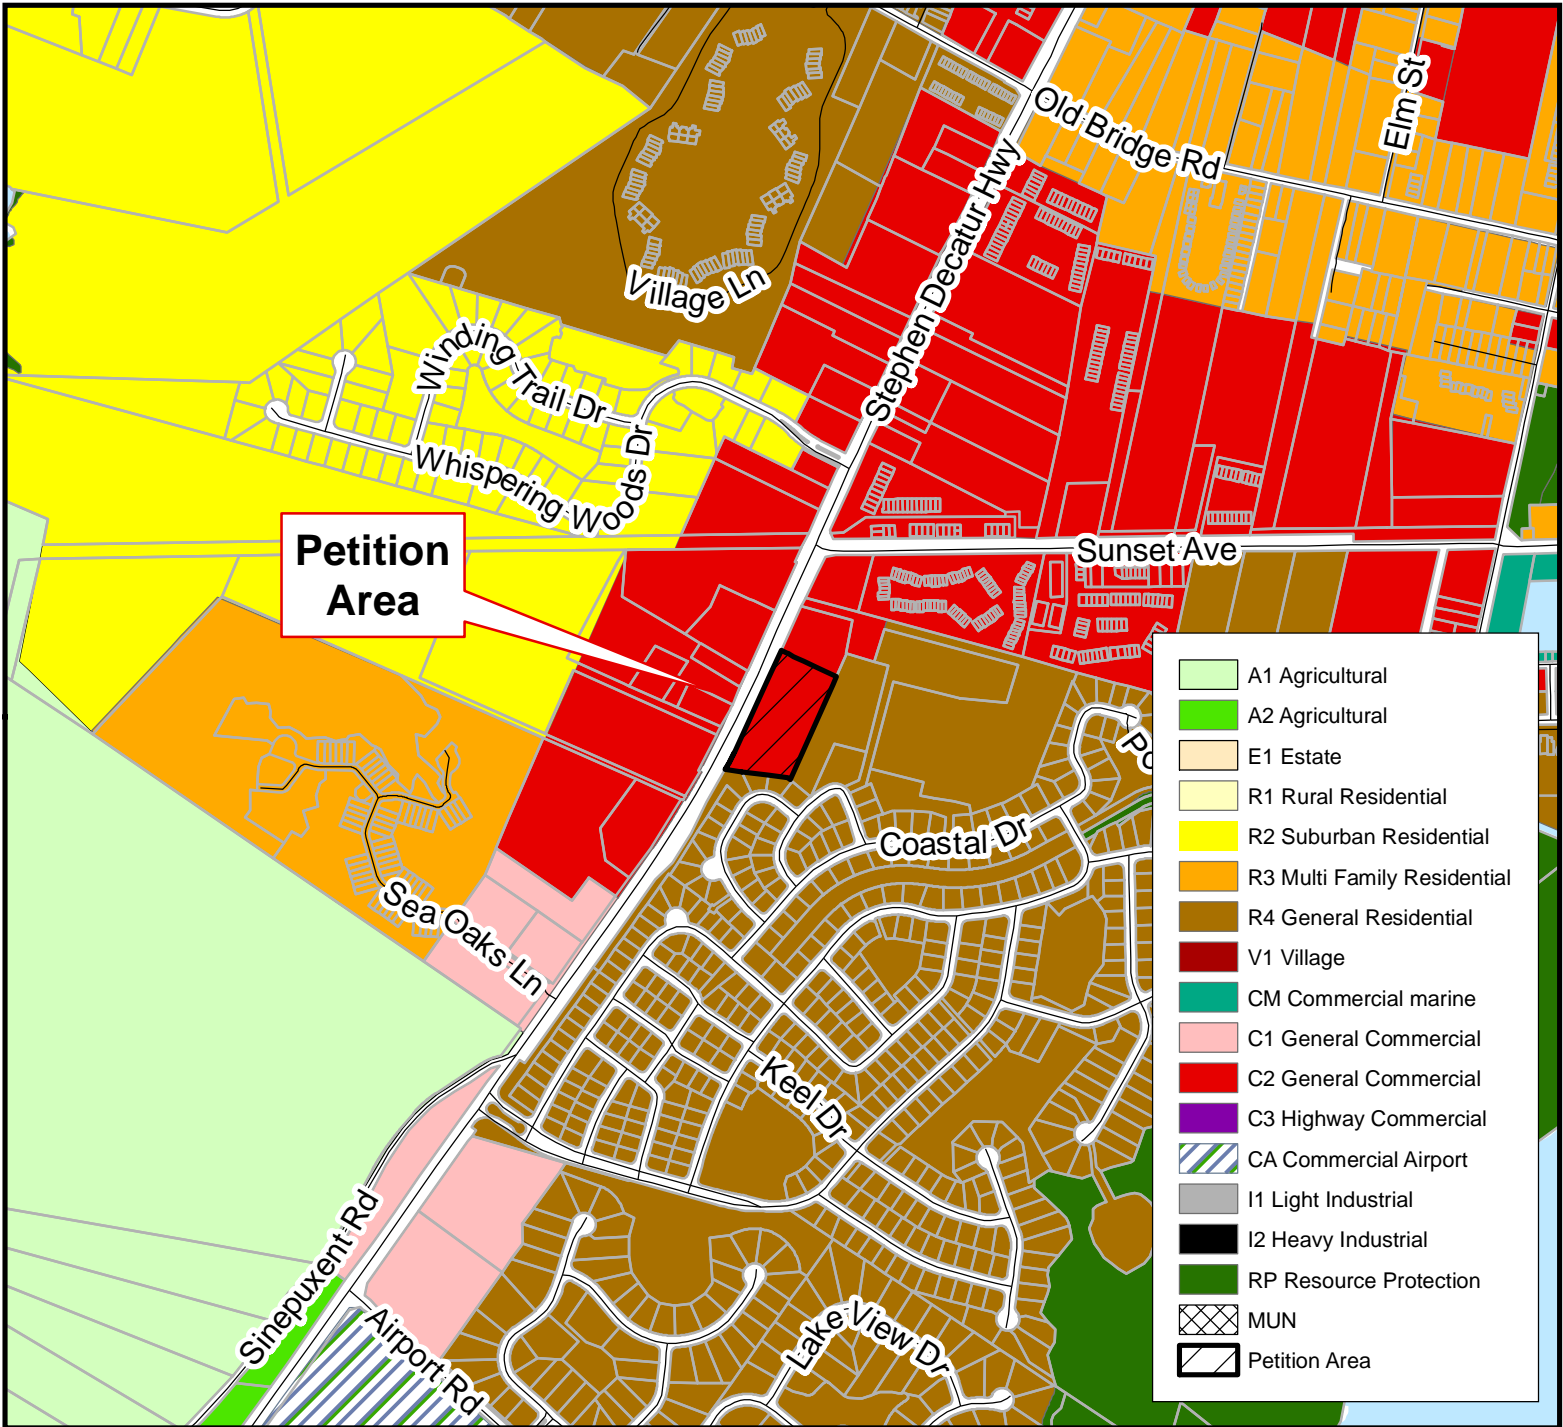 Old Bridge Rd
Elm St
Stephen Decatur Hwy
Village Ln
Winding Trail Dr
Whispering Woods Dr
Petition
Area
Sunset Ave
Coastal Dr
Sea Oaks Ln
Keel Dr
Sinepuxent Rd
Airport Rd
Lake View Dr
Po
A1 Agricultural
A2 Agricultural
E1 Estate
R1 Rural Residential
R2 Suburban Residential
R3 Multi Family Residential
R4 General Residential
V1 Village
CM Commercial marine
C1 General Commercial
C2 General Commercial
C3 Highway Commercial
CA Commercial Airport
I1 Light Industrial
I2 Heavy Industrial
RP Resource Protection
MUN
Petition Area